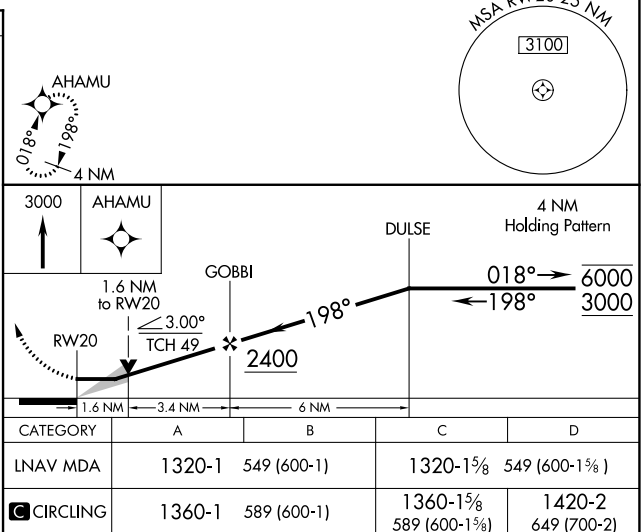 MSA RW20 25 NM
3100
AHAMU
018°
198°
4 NM
3000
AHAMU
4 NM
Holding Pattern
DULSE
GOBBI
018°
6000
198°
3000
1.6 NM
to RW20
3.00°
TCH 49
RW20
198°
2400
1.6 NM
3.4 NM
6 NM
CATEGORY A B C D
LNAV MDA 1320-1 549 (600-1) 1320-1⅝ 549 (600-1⅝)
C CIRCLING 1360-1 589 (600-1) 1360-1⅝ 589 (600-1⅝) 1420-2 649 (700-2)